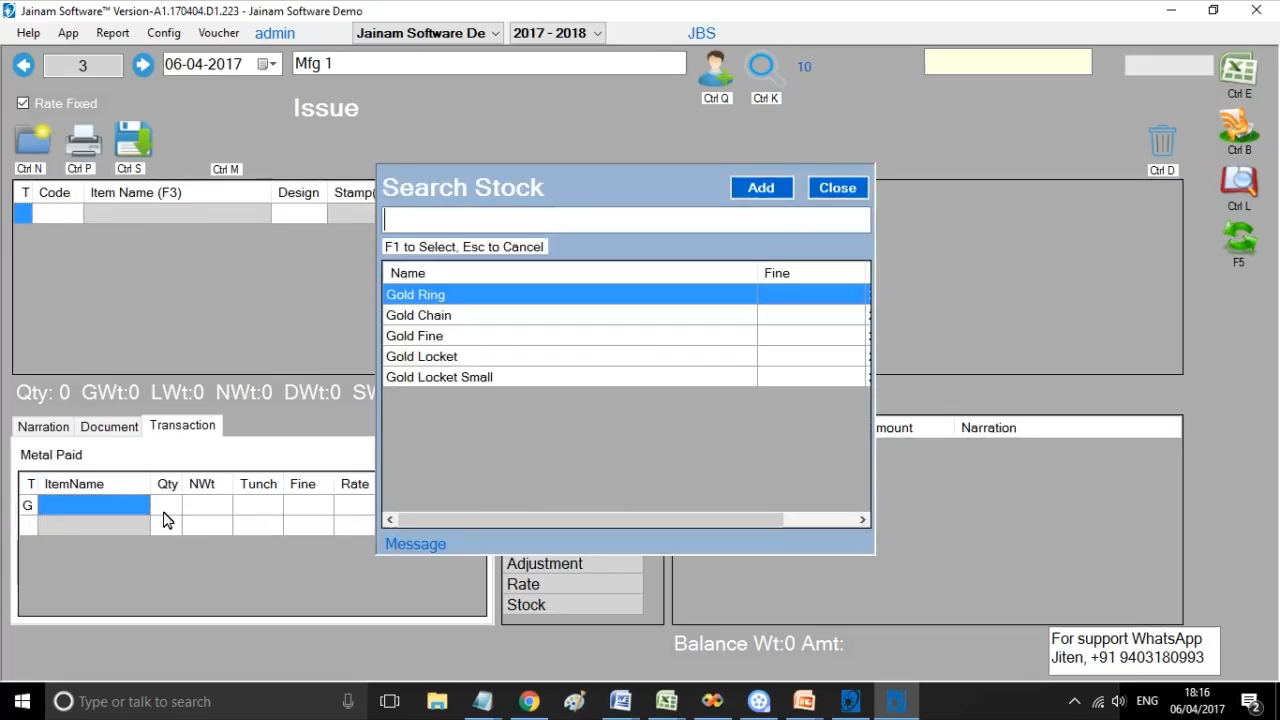 Jainam Software™ Version-A1.170404.D1.223 - Jainam Software Demo
Help App Report Config Voucher admin Jainam Software De 2017 - 2018 JBS
3 06-04-2017 Mfg 1 10
Ctrl Q Ctrl K Ctrl E
Rate Fixed Issue
Ctrl B
Ctrl N Ctrl P Ctrl S Ctrl M Ctrl D
T Code Item Name (F3) Design Stamp(
Ctrl L
F5
Search Stock Add Close
F1 to Select, Esc to Cancel
Name Fine
Gold Ring
Gold Chain
Gold Fine
Gold Locket
Gold Locket Small
Message
Qty: 0 GWt:0 LWt:0 NWt:0 DWt:0 SW
Narration Document Transaction
mount Narration
Metal Paid
T ItemName Qty NWt Tunch Fine Rate
G
Adjustment
Rate
Stock
Balance Wt:0 Amt:
For support WhatsApp
Jiten, +91 9403180993
Type or talk to search
ENG 18:16
06/04/2017 2